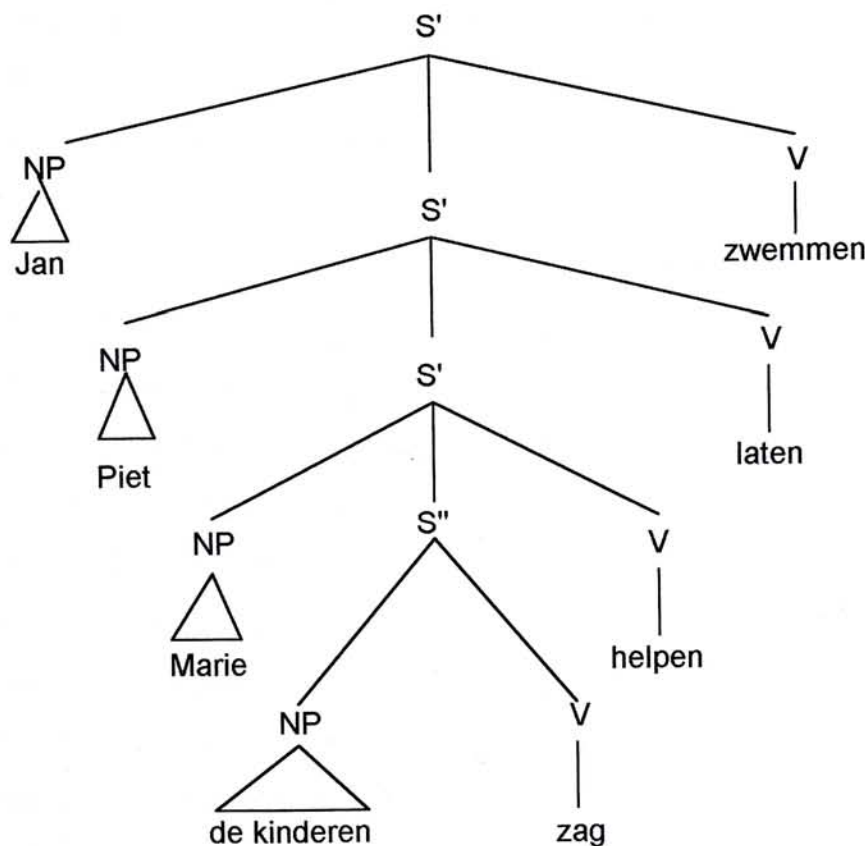 S'
NP V
Jan zwemmen
S'
NP V
Piet laten
S'
NP S" V
Marie helpen
NP V
de kinderen zag